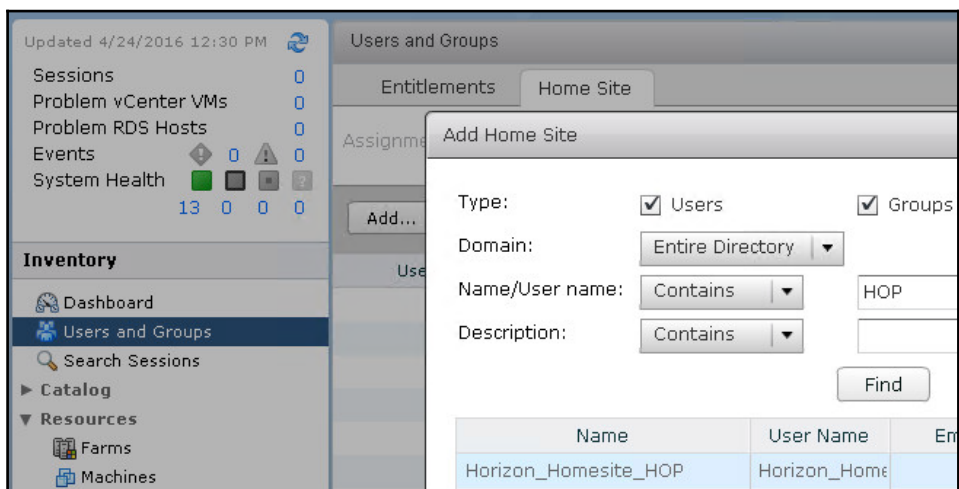 Updated 4/24/2016 12:30 PM
Sessions 0
Problem vCenter VMs 0
Problem RDS Hosts 0
Events 0 0
System Health
13 0 0 0
Inventory
Dashboard
Users and Groups
Search Sessions
Catalog
Resources
Farms
Machines
Users and Groups
Entitlements Home Site
Assignme
Add...
Use
Add Home Site
Type: Users Groups
Domain: Entire Directory
Name/User name: Contains HOP
Description: Contains
Find
Name User Name Em
Horizon_Homesite_HOP Horizon_Home